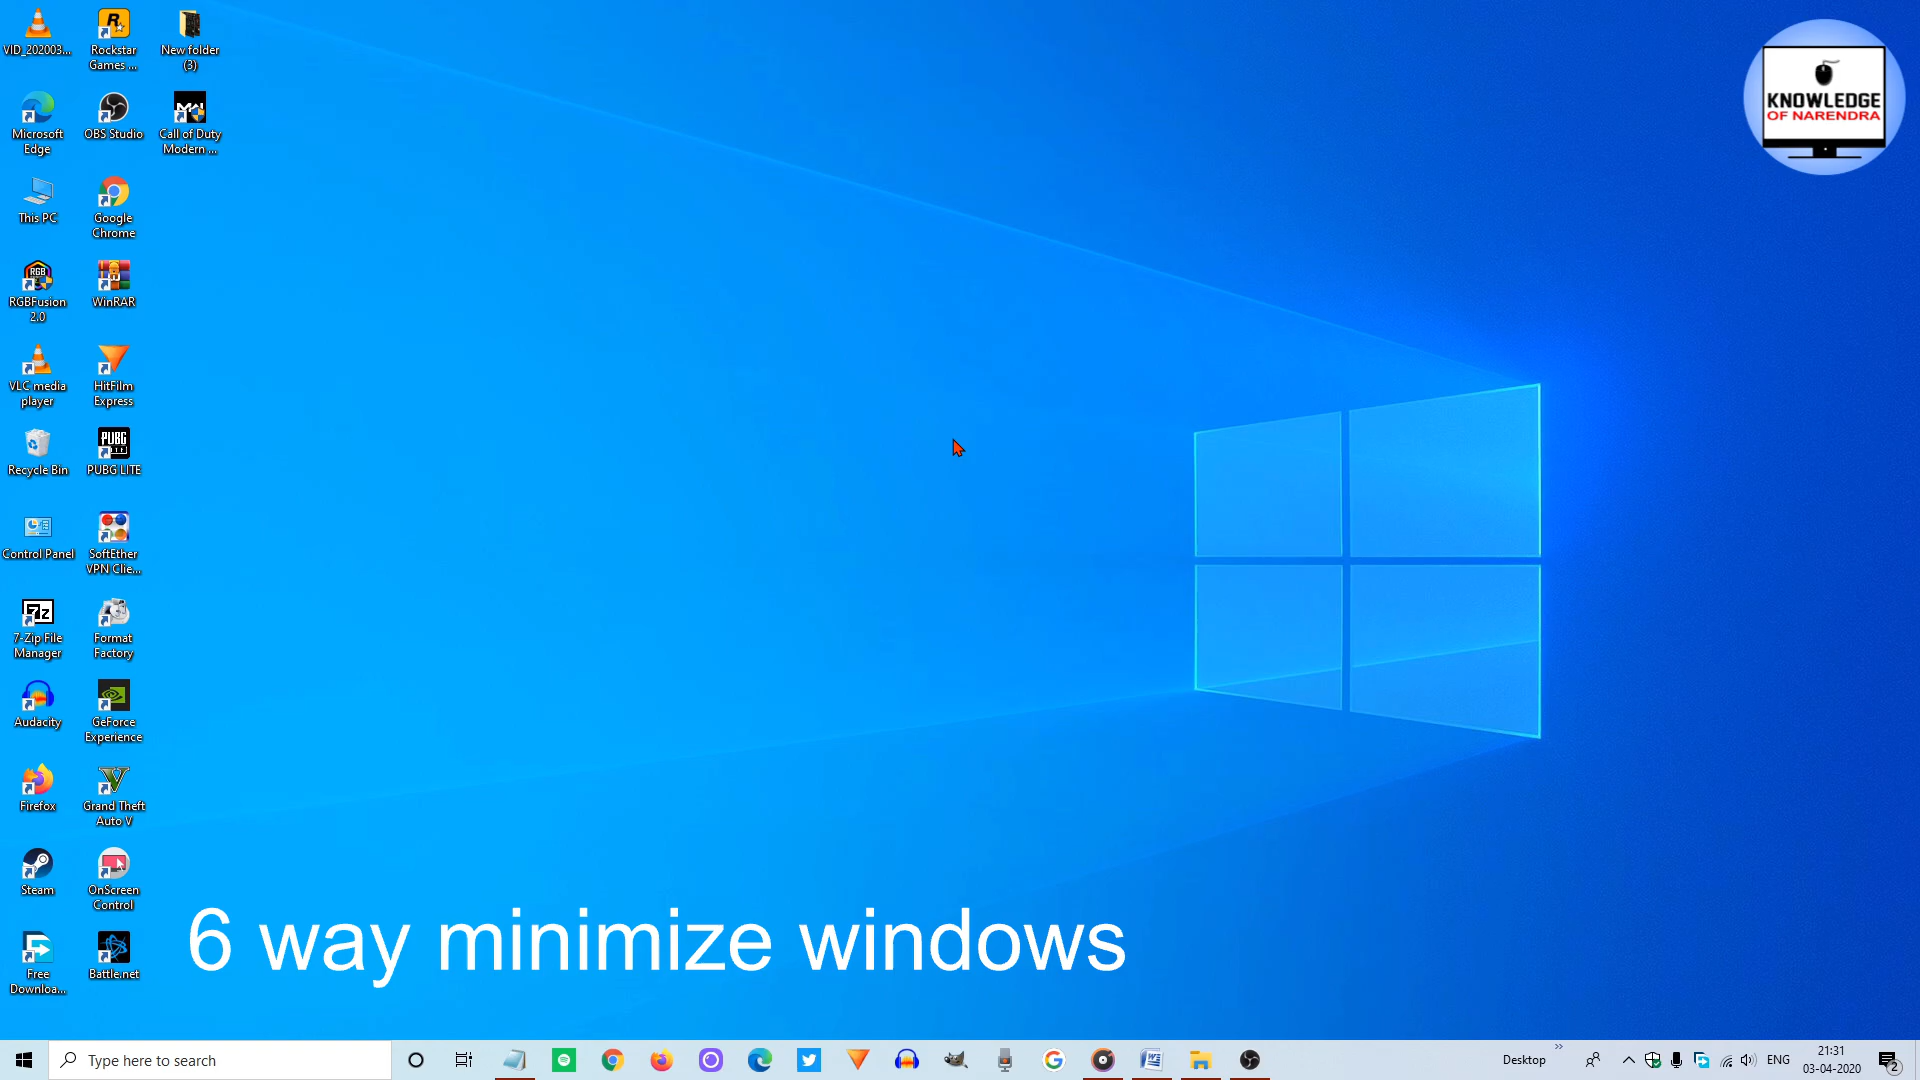 VID_202003...
Rockstar
Games ...
New folder
(3)
Microsoft
Edge
OBS Studio
Call of Duty
Modern ...
This PC
Google
Chrome
RGBFusion
2.0
WinRAR
VLC media
player
HitFilm
Express
Recycle Bin
PUBG LITE
Control Panel
SoftEther
VPN Clie...
7-Zip File
Manager
Format
Factory
Audacity
GeForce
Experience
Firefox
Grand Theft
Auto V
Steam
OnScreen
Control
Free
Downloa...
Battle.net
KNOWLEDGE
OF NARENDRA
6 way minimize windows
Type here to search
Desktop
ENG
21:31
03-04-2020
2